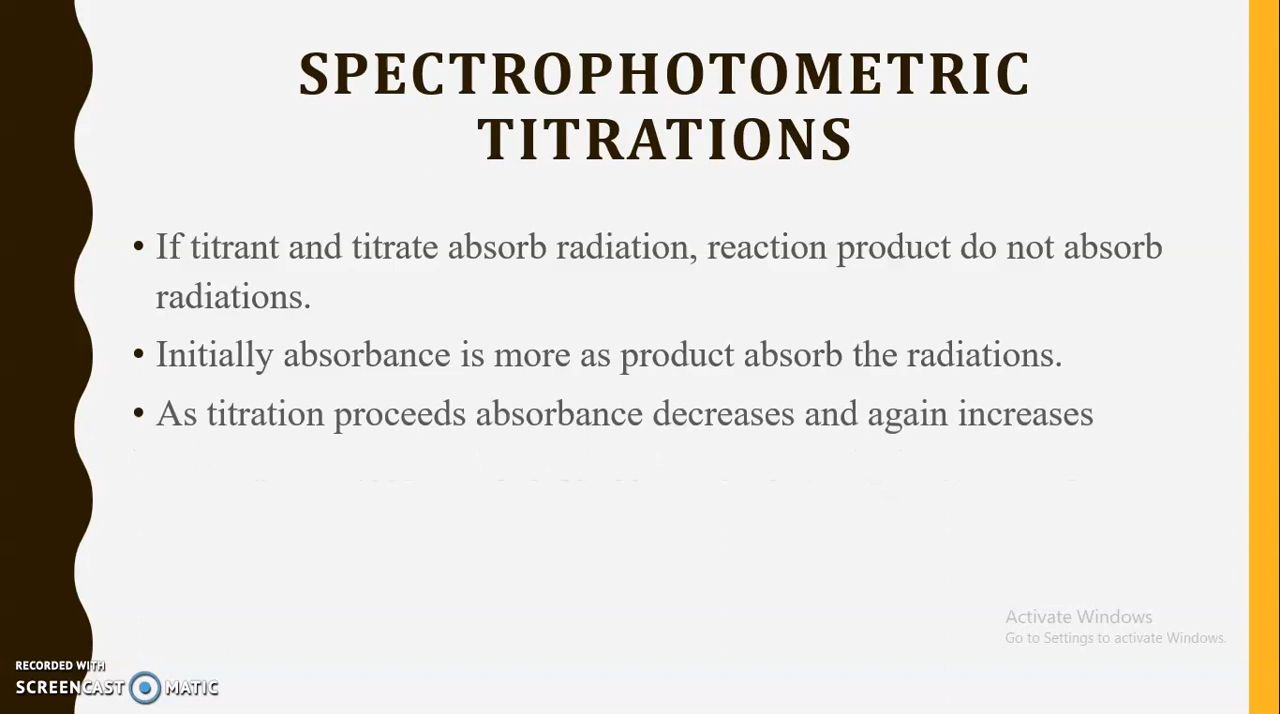 SPECTROPHOTOMETRIC
TITRATIONS
• If titrant and titrate absorb radiation, reaction product do not absorb
radiations.
• Initially absorbance is more as product absorb the radiations.
• As titration proceeds absorbance decreases and again increases
Activate Windows
Go to Settings to activate Windows.
RECORDED WITH
SCREENCAST MATIC